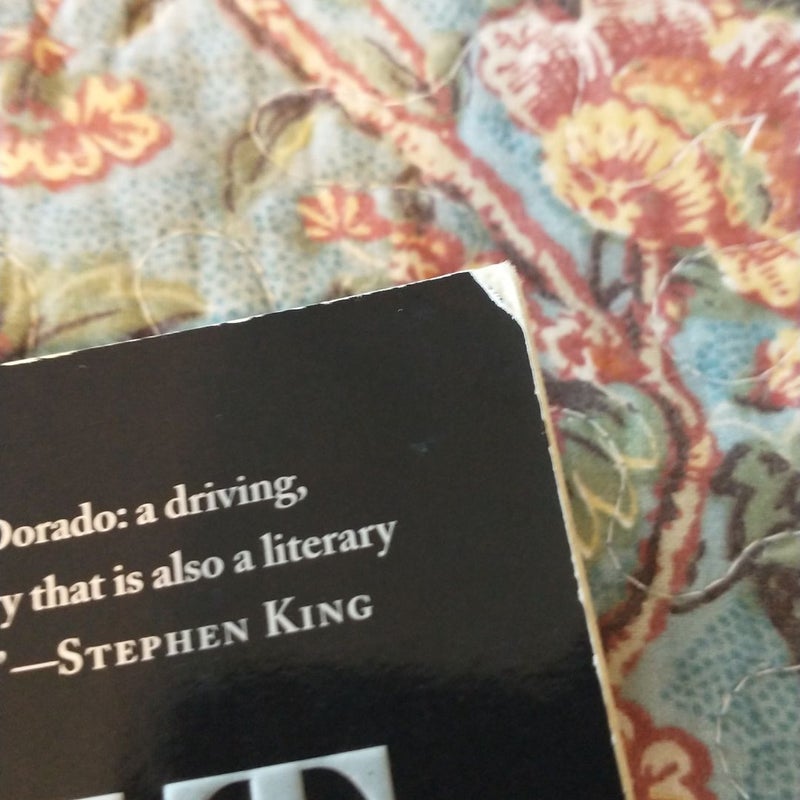 Dorado: a driving,
y that is also a literary
” —STEPHEN KING
T